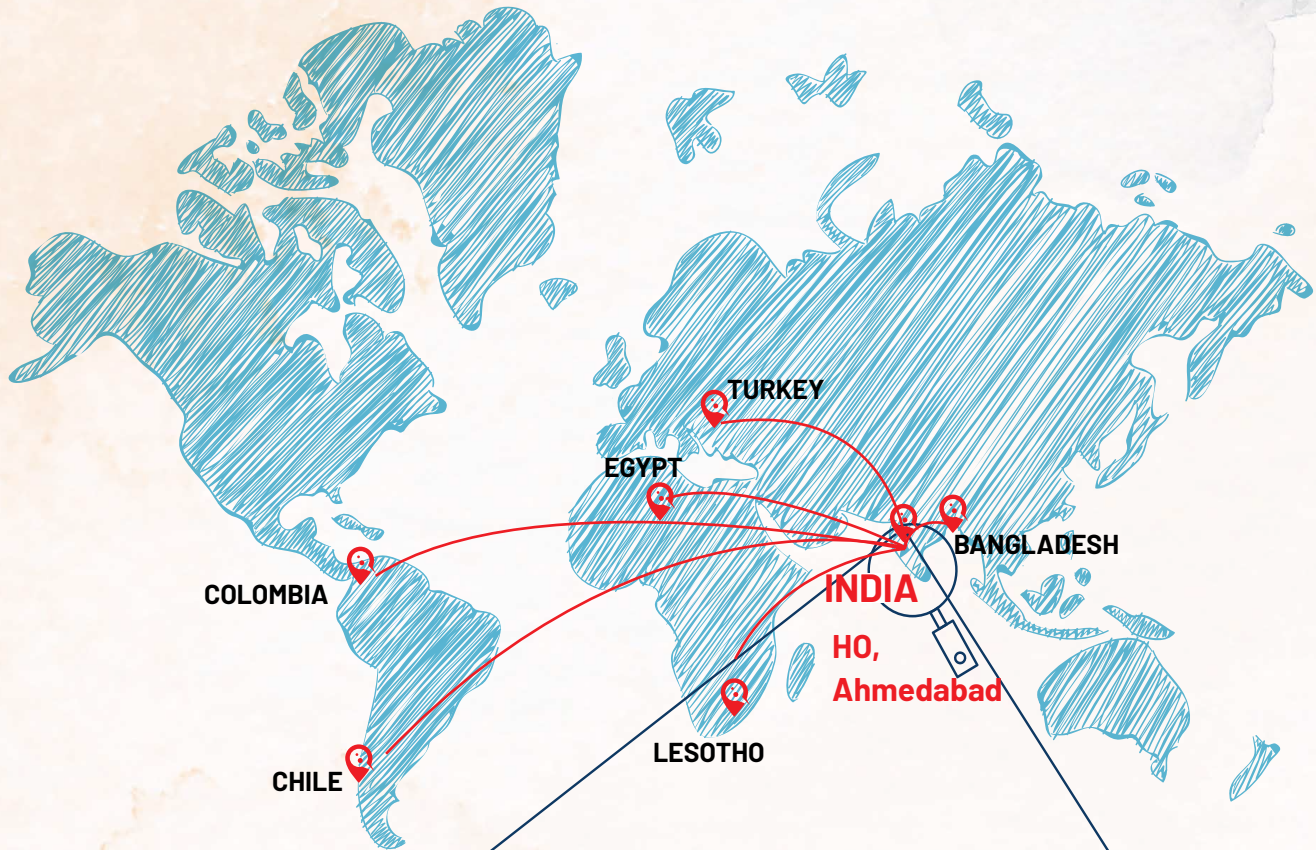 TURKEY
EGYPT
BANGLADESH
COLOMBIA
INDIA
HO,
Ahmedabad
LESOTHO
CHILE